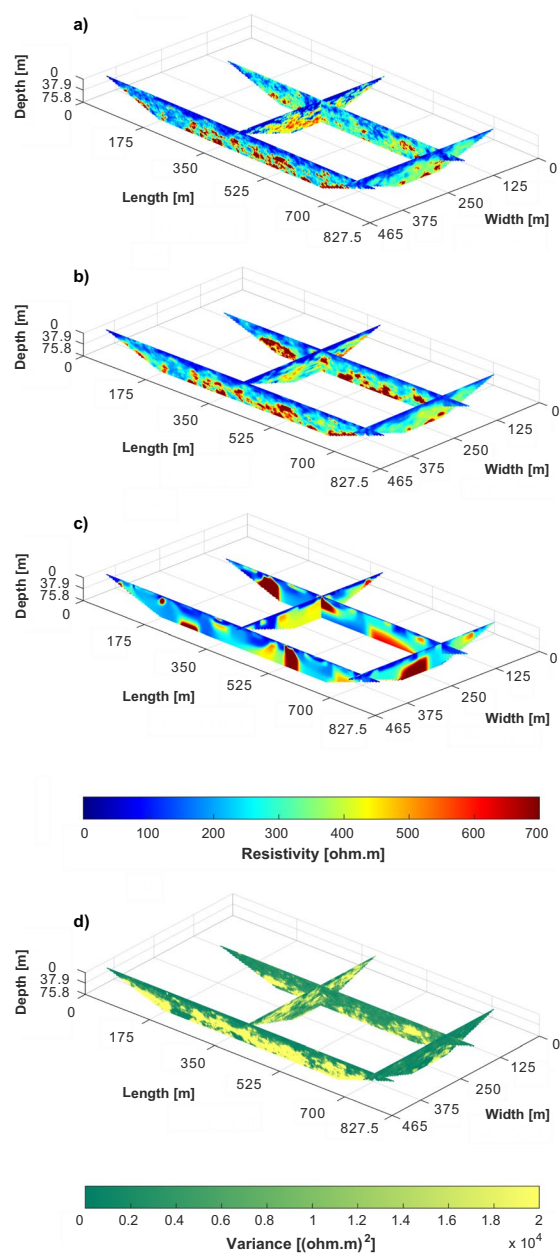 a)
Depth [m]
0
37.9
75.8
0
175
350
525
700
827.5
Length [m]
465
375
250
125
0
Width [m]
b)
Depth [m]
0
37.9
75.8
0
175
350
525
700
827.5
Length [m]
465
375
250
125
0
Width [m]
c)
Depth [m]
0
37.9
75.8
0
175
350
525
700
827.5
Length [m]
465
375
250
125
0
Width [m]
0 100 200 300 400 500 600 700
Resistivity [ohm.m]
d)
Depth [m]
0
37.9
75.8
0
175
350
525
700
827.5
Length [m]
465
375
250
125
0
Width [m]
0 0.2 0.4 0.6 0.8 1 1.2 1.4 1.6 1.8 2
x 10^4
Variance [(ohm.m)^2]